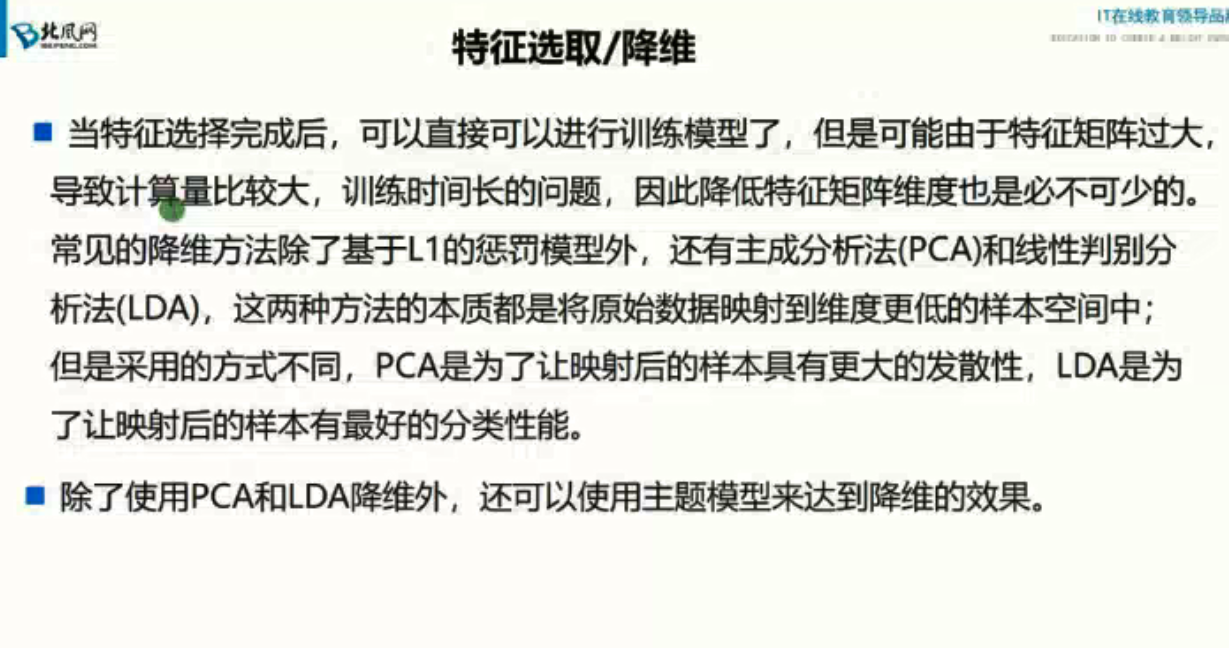 北风网
BEIFENG.COM
IT在线教育领导品
特征选取/降维
当特征选择完成后，可以直接可以进行训练模型了，但是可能由于特征矩阵过大，
导致计算量比较大，训练时间长的问题，因此降低特征矩阵维度也是必不可少的。
常见的降维方法除了基于L1的惩罚模型外，还有主成分析法(PCA)和线性判别分
析法(LDA)，这两种方法的本质都是将原始数据映射到维度更低的样本空间中；
但是采用的方式不同，PCA是为了让映射后的样本具有更大的发散性，LDA是为
了让映射后的样本有最好的分类性能。
除了使用PCA和LDA降维外，还可以使用主题模型来达到降维的效果。